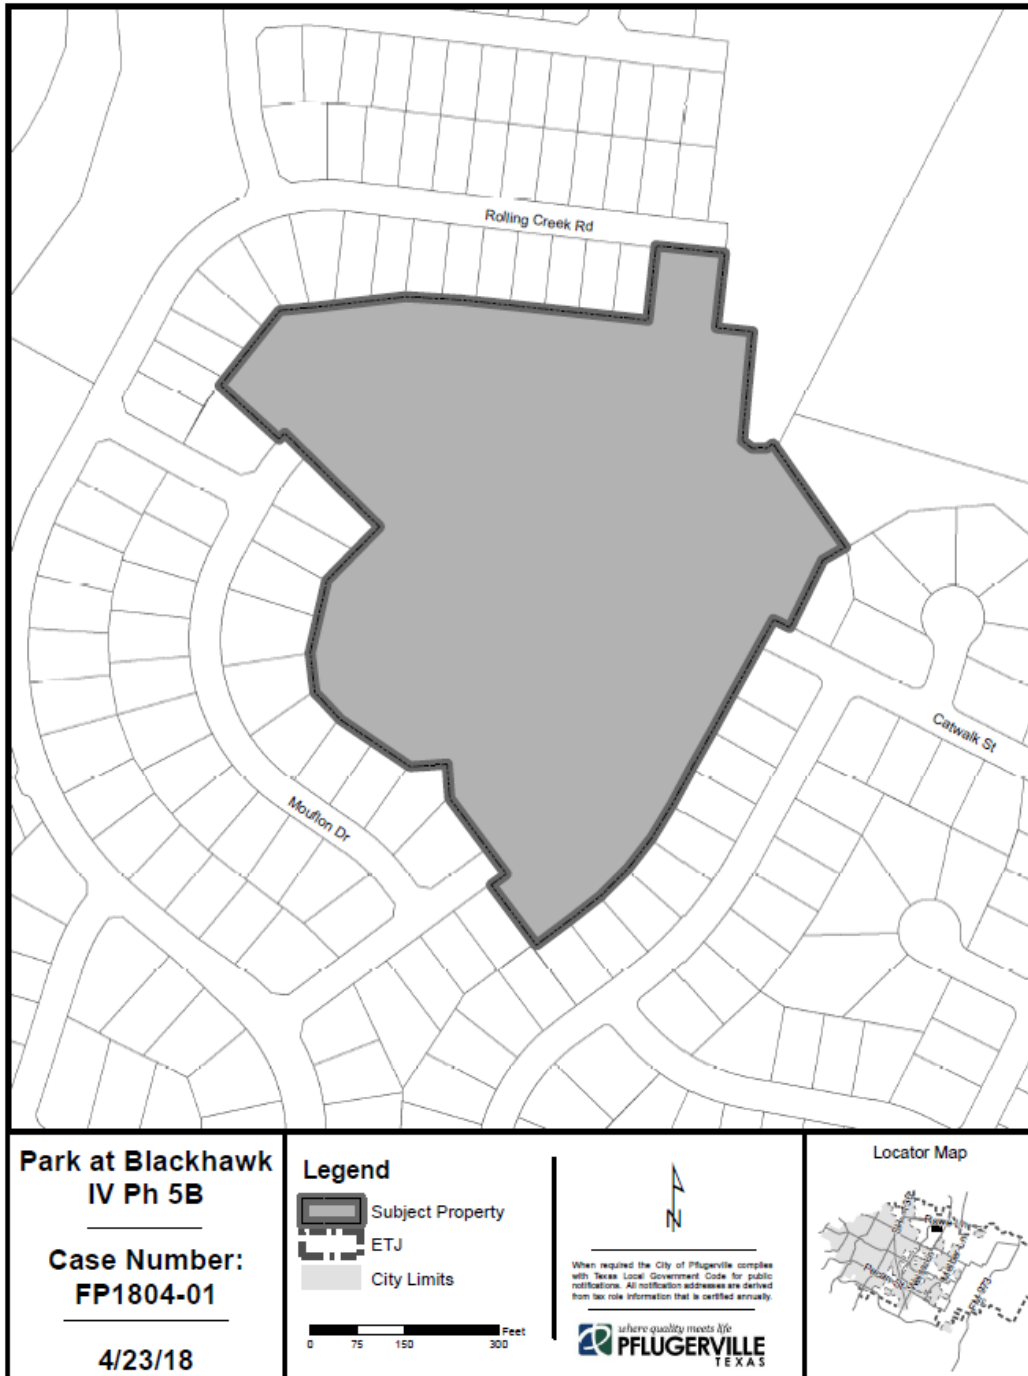 Rolling Creek Rd
Catwalk St
Mouflon Dr
Park at Blackhawk
IV Ph 5B
Case Number:
FP1804-01
4/23/18
Legend
Subject Property
ETJ
City Limits
Feet
0 75 150 300
N
When required the City of Pflugerville complies
with Texas Local Government Code for public
notifications. All notification addresses are derived
from tax role information that is certified annually.
where quality meets life
PFLUGERVILLE
TEXAS
Locator Map
FM 973